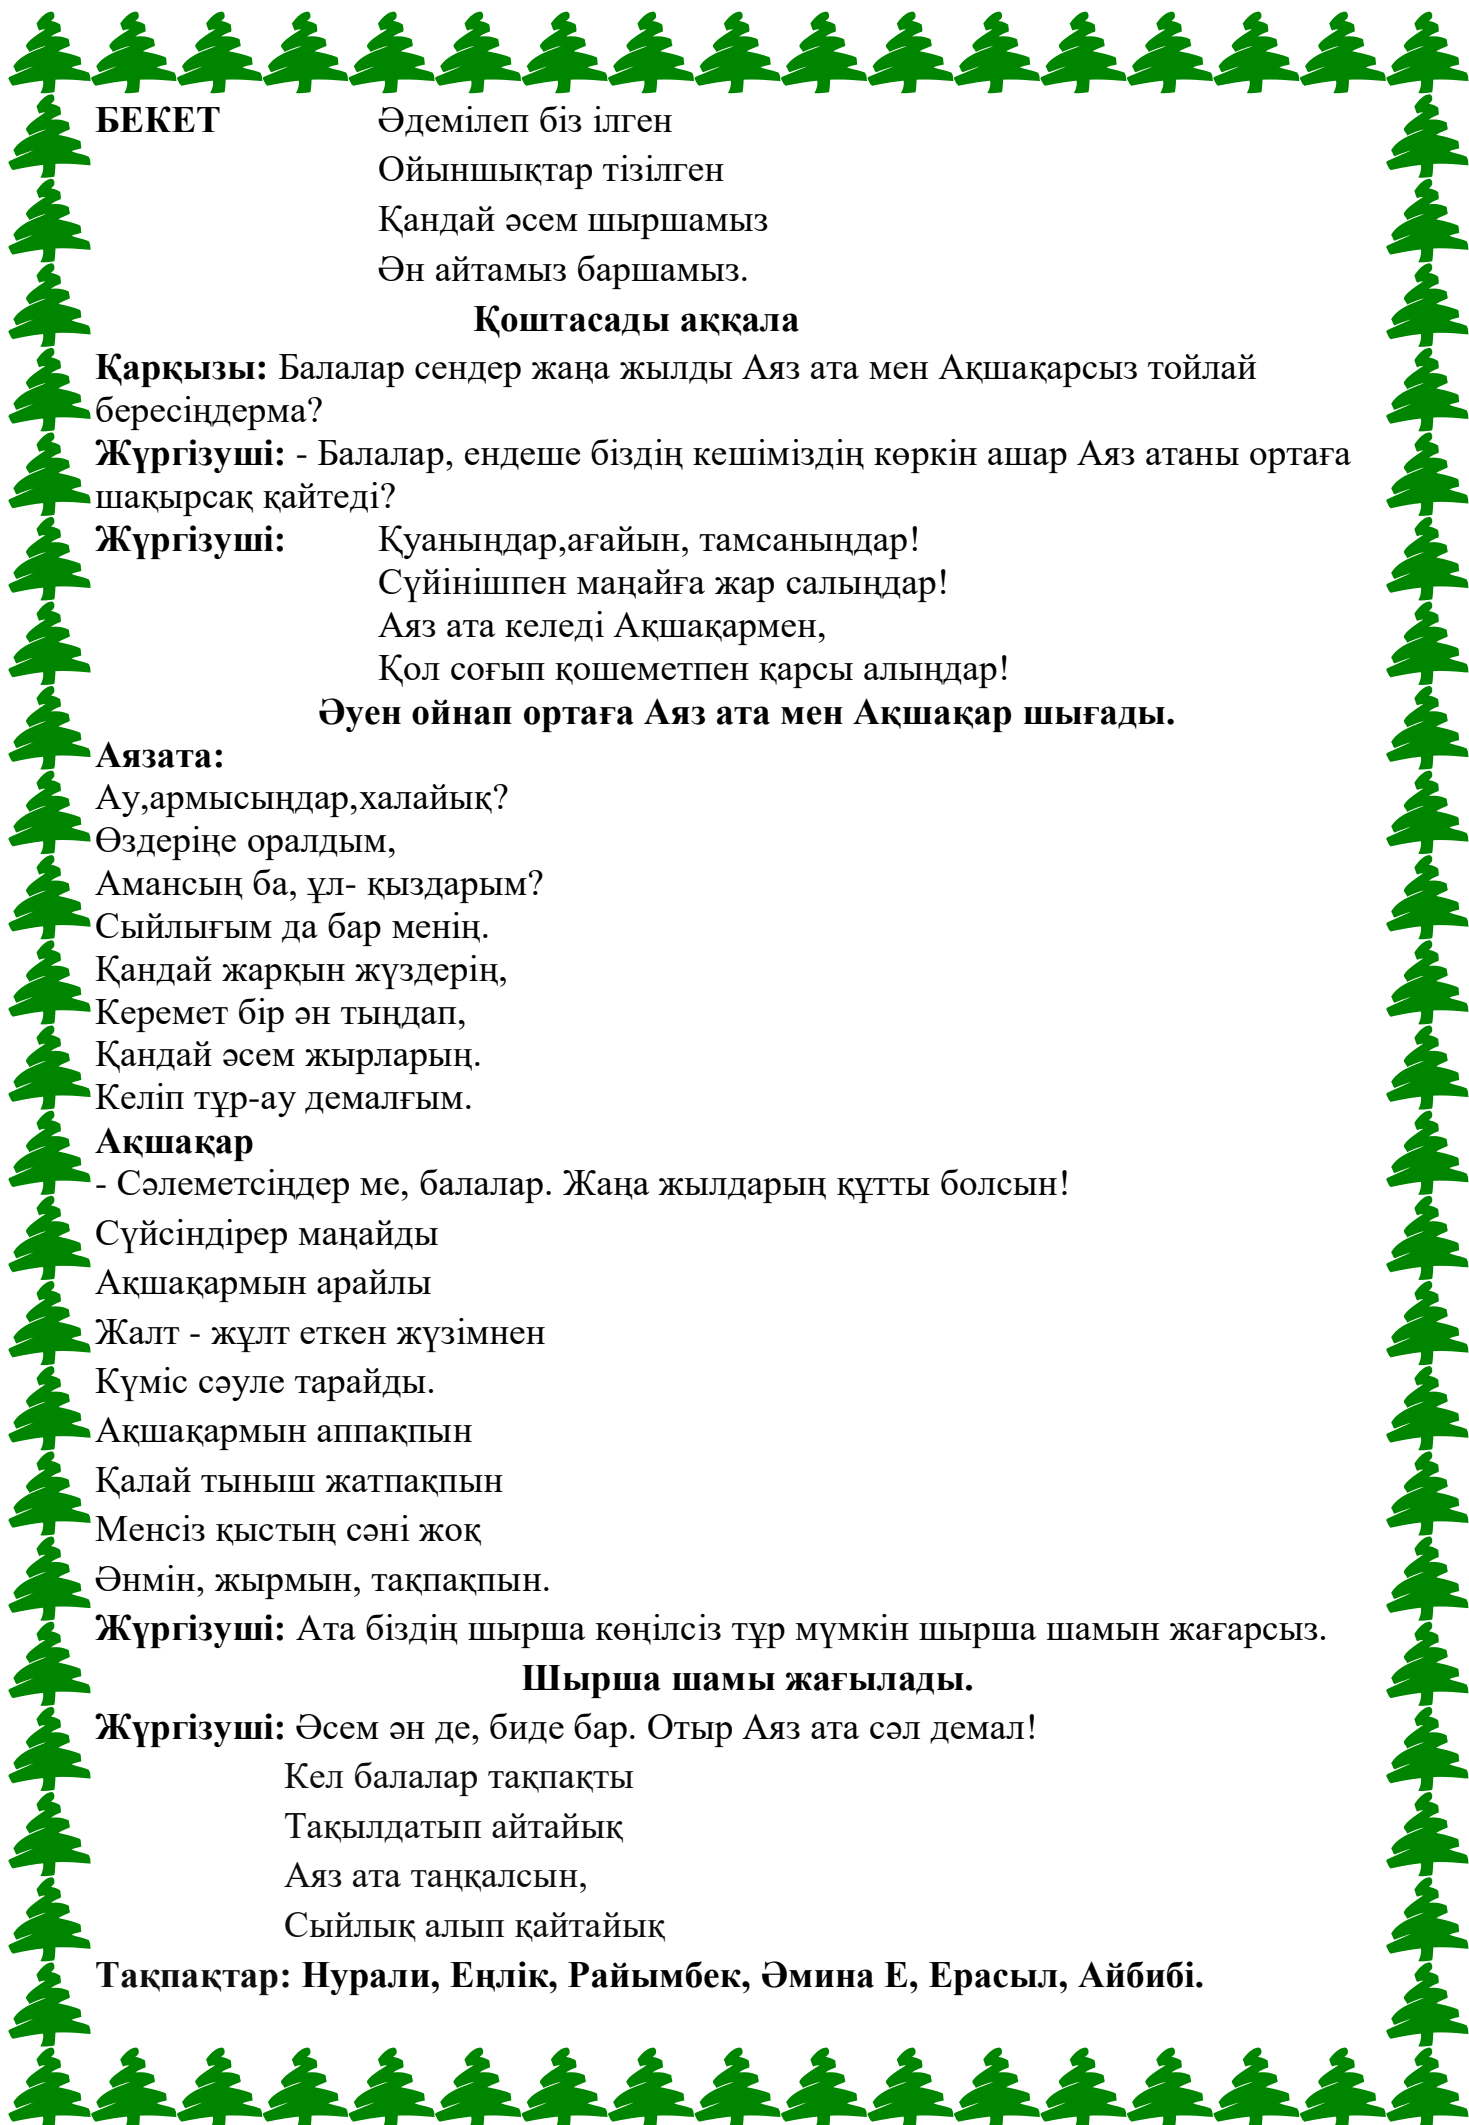 БЕКЕТ Әдемілеп біз ілген
Ойыншықтар тізілген
Қандай әсем шыршамыз
Ән айтамыз баршамыз.
Қоштасады аққала
Қарқызы: Балалар сендер жаңа жылды Аяз ата мен Ақшақарсыз тойлай
бересіңдерма?
Жүргізуші: - Балалар, ендеше біздің кешіміздің көркін ашар Аяз атаны ортаға
шақырсақ қайтеді?
Жүргізуші: Қуаныңдар,ағайын, тамсаныңдар!
Сүйінішпен маңайға жар салыңдар!
Аяз ата келеді Ақшақармен,
Қол соғып қошеметпен қарсы алыңдар!
Әуен ойнап ортаға Аяз ата мен Ақшақар шығады.
Аязата:
Ау,армысыңдар,халайық?
Өздеріңе оралдым,
Амансың ба, ұл- қыздарым?
Сыйлығым да бар менің.
Қандай жарқын жүздерің,
Керемет бір ән тыңдап,
Қандай әсем жырларың.
Келіп тұр-ау демалғым.
Ақшақар
- Сәлеметсіңдер ме, балалар. Жаңа жылдарың құтты болсын!
Сүйсіндірер маңайды
Ақшақармын арайлы
Жалт - жұлт еткен жүзімнен
Күміс сәуле тарайды.
Ақшақармын аппақпын
Қалай тыныш жатпақпын
Менсіз қыстың сәні жоқ
Әнмін, жырмын, тақпақпын.
Жүргізуші: Ата біздің шырша көңілсіз тұр мүмкін шырша шамын жағарсыз.
Шырша шамы жағылады.
Жүргізуші: Әсем ән де, биде бар. Отыр Аяз ата сәл демал!
Кел балалар тақпақты
Тақылдатып айтайық
Аяз ата таңқалсын,
Сыйлық алып қайтайық
Тақпақтар: Нурали, Еңлік, Райымбек, Әмина Е, Ерасыл, Айбибі.